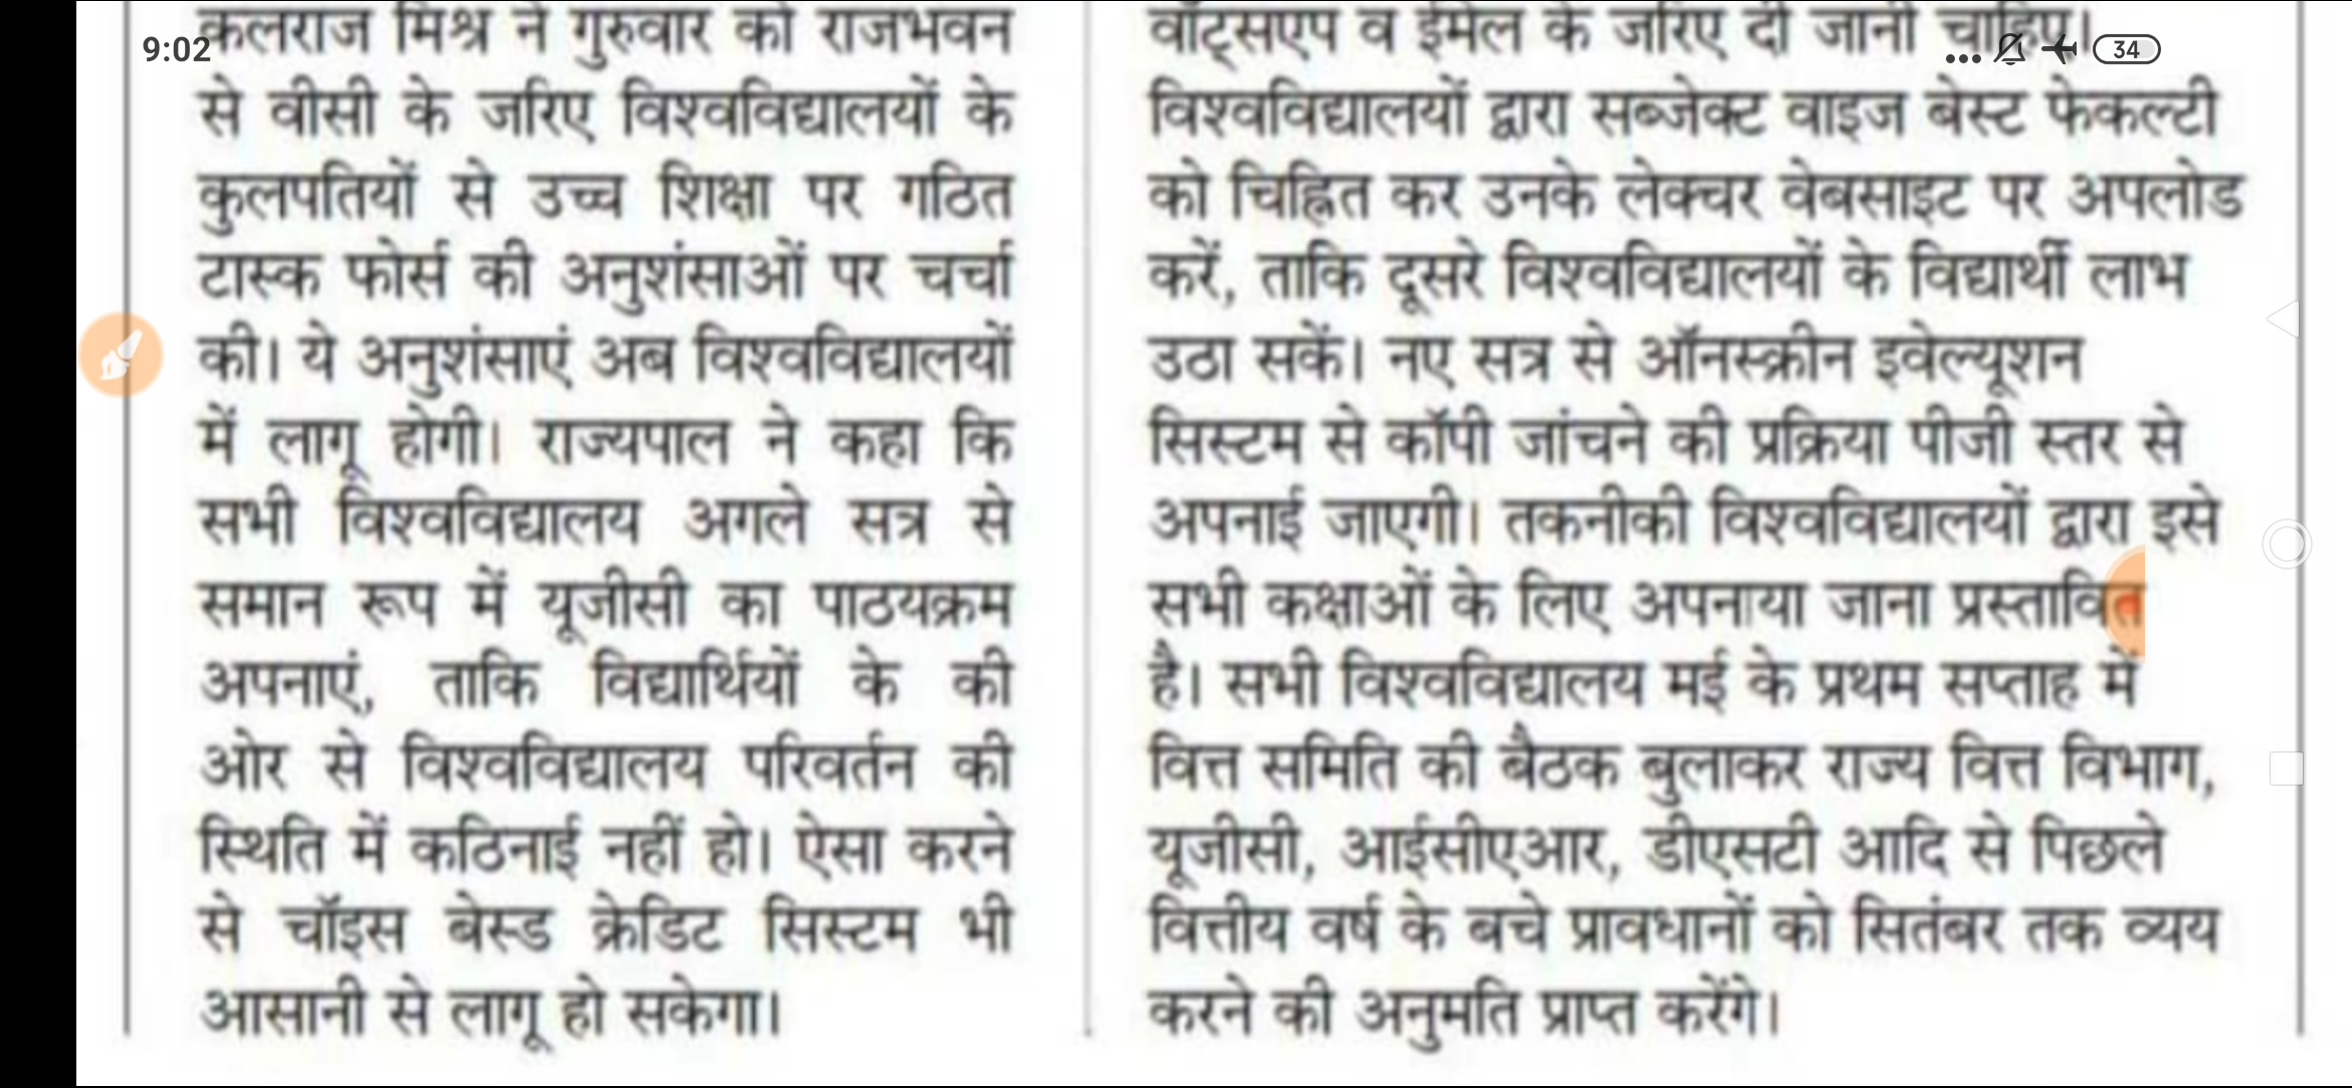 9:02
34
कलराज मिश्र ने गुरुवार को राजभवन
से वीसी के जरिए विश्वविद्यालयों के
कुलपतियों से उच्च शिक्षा पर गठित
टास्क फोर्स की अनुशंसाओं पर चर्चा
की। ये अनुशंसाएं अब विश्वविद्यालयों
में लागू होगी। राज्यपाल ने कहा कि
सभी विश्वविद्यालय अगले सत्र से
समान रूप में यूजीसी का पाठयक्रम
अपनाएं, ताकि विद्यार्थियों के की
ओर से विश्वविद्यालय परिवर्तन की
स्थिति में कठिनाई नहीं हो। ऐसा करने
से चॉइस बेस्ड क्रेडिट सिस्टम भी
आसानी से लागू हो सकेगा।
वॉट्सएप व ईमेल के जरिए दी जानी चाहिए।
विश्वविद्यालयों द्वारा सब्जेक्ट वाइज बेस्ट फेकल्टी
को चिह्नित कर उनके लेक्चर वेबसाइट पर अपलोड
करें, ताकि दूसरे विश्वविद्यालयों के विद्यार्थी लाभ
उठा सकें। नए सत्र से ऑनस्क्रीन इवेल्यूशन
सिस्टम से कॉपी जांचने की प्रक्रिया पीजी स्तर से
अपनाई जाएगी। तकनीकी विश्वविद्यालयों द्वारा इसे
सभी कक्षाओं के लिए अपनाया जाना प्रस्तावित
है। सभी विश्वविद्यालय मई के प्रथम सप्ताह में
वित्त समिति की बैठक बुलाकर राज्य वित्त विभाग,
यूजीसी, आईसीएआर, डीएसटी आदि से पिछले
वित्तीय वर्ष के बचे प्रावधानों को सितंबर तक व्यय
करने की अनुमति प्राप्त करेंगे।